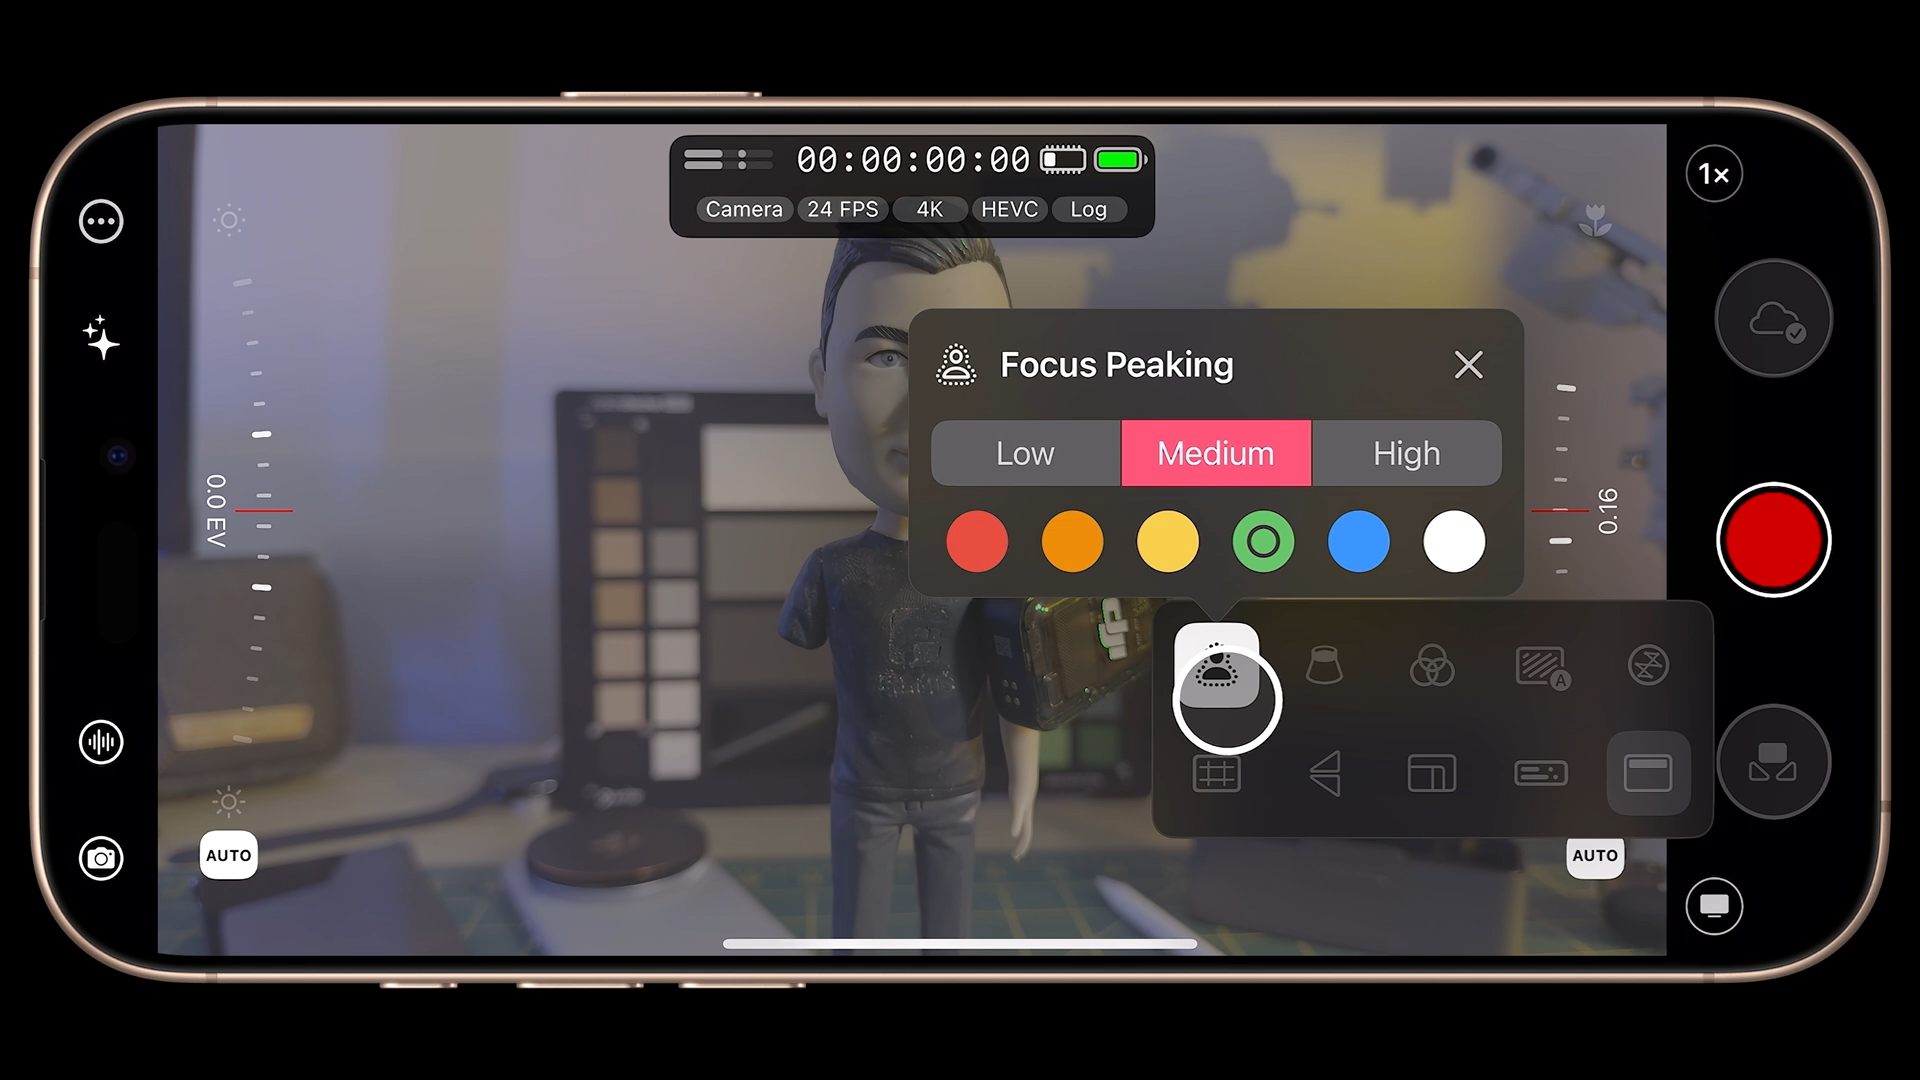 00:00:00:00
Camera 24 FPS 4K HEVC Log
1×
Focus Peaking
Low Medium High
0.0 EV
0.16
A
AUTO
AUTO